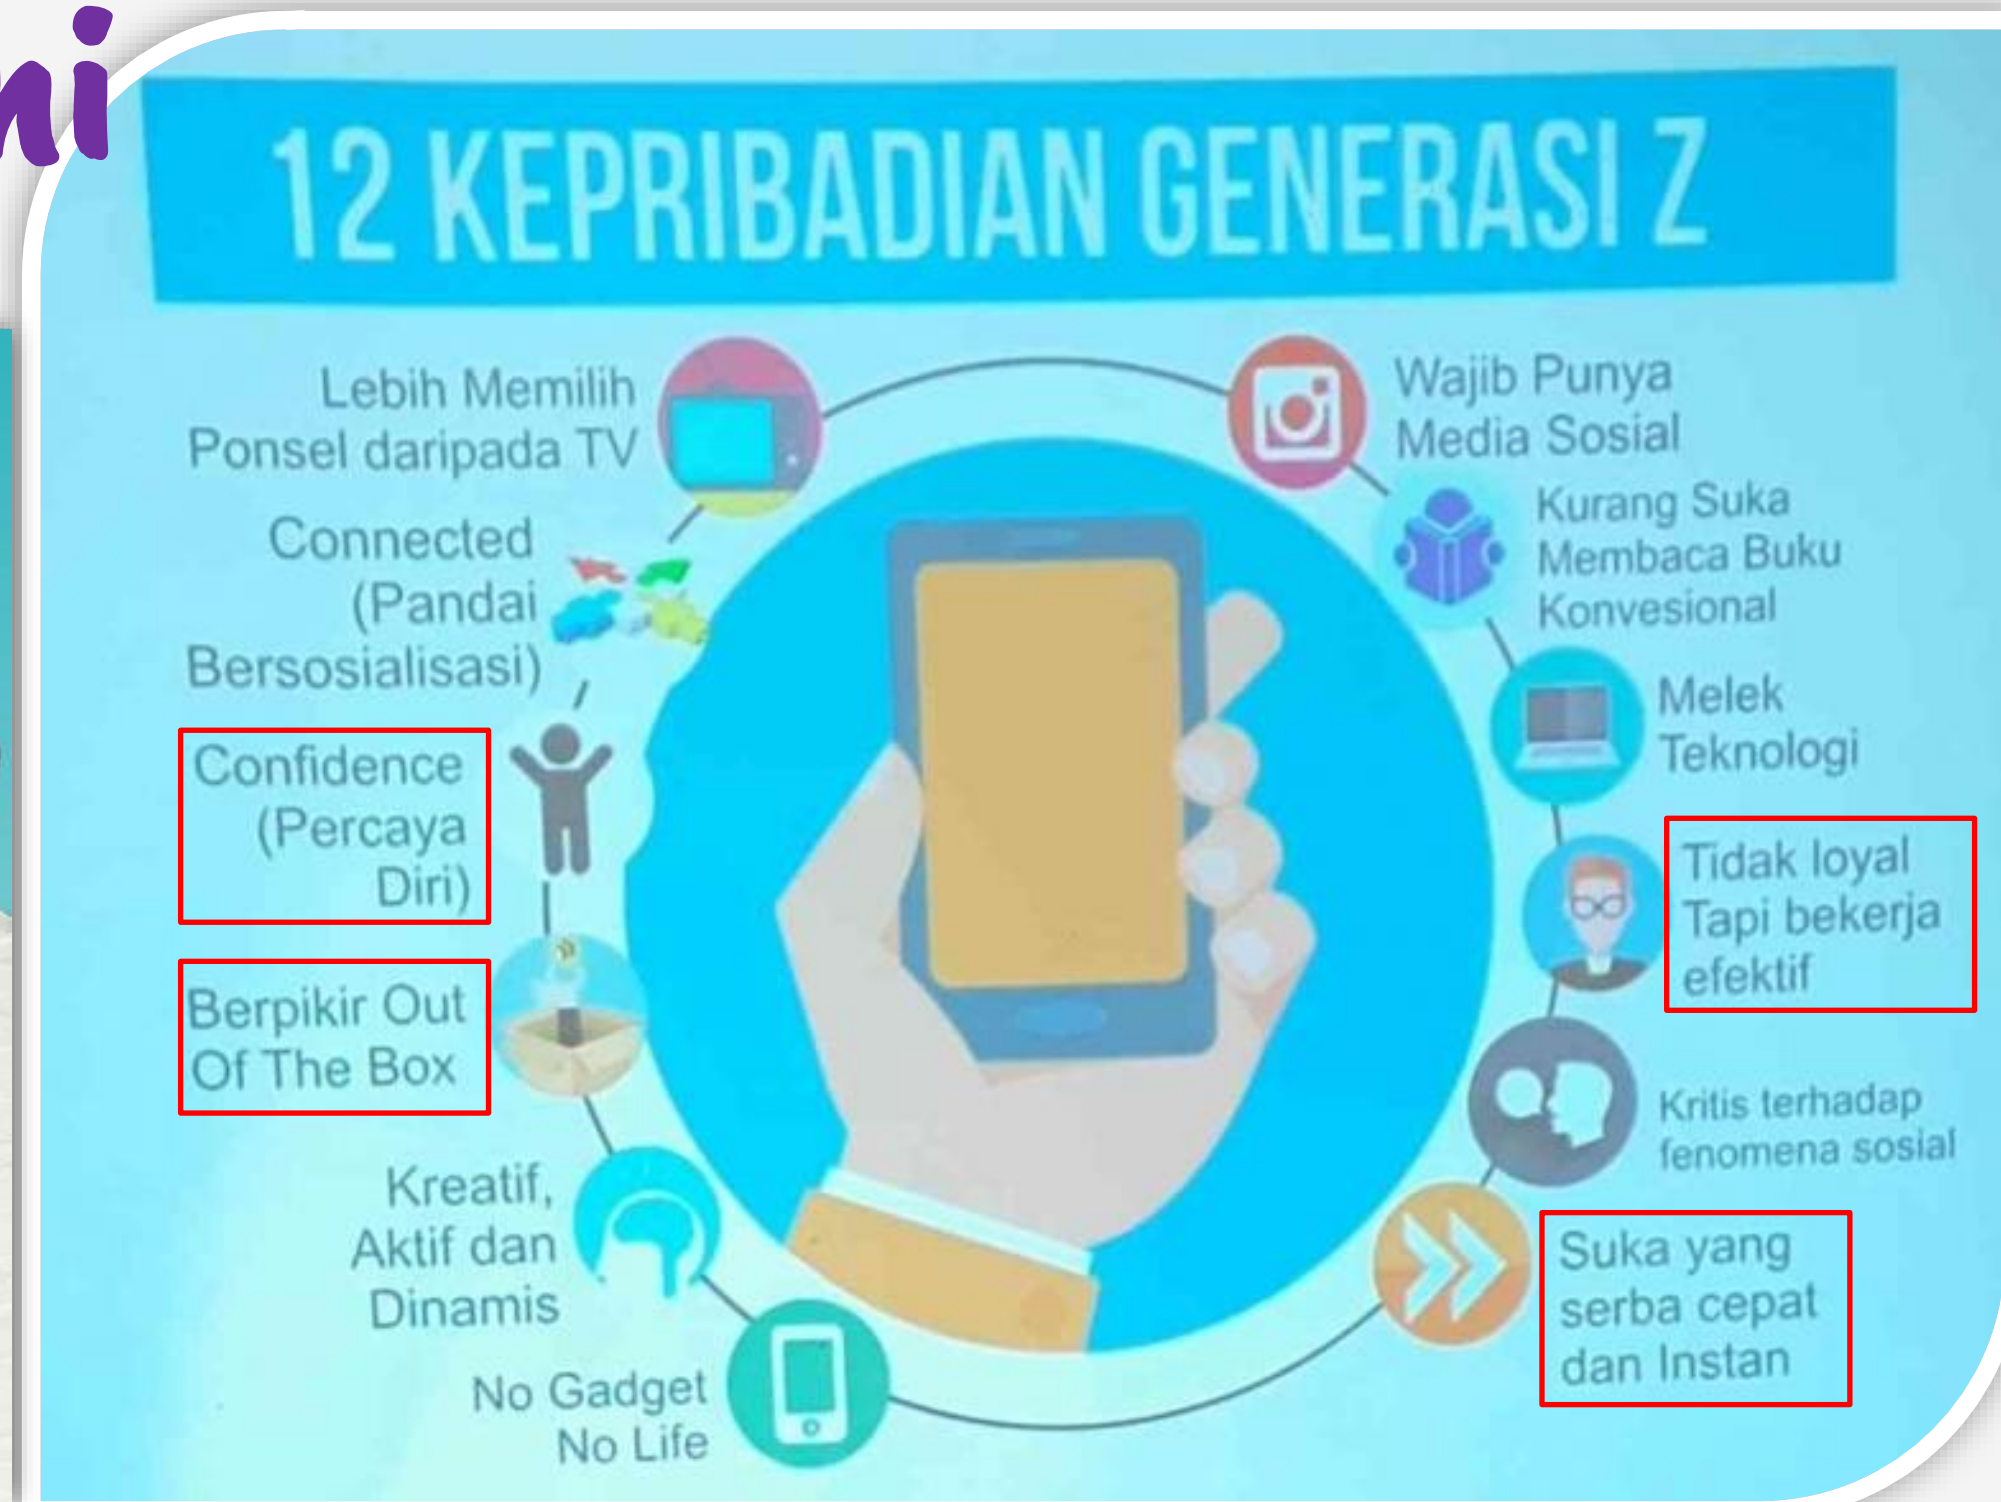 ni
12 KEPRIBADIAN GENERASI Z
Lebih Memilih
Ponsel daripada TV
Connected
(Pandai
Bersosialisasi)
Confidence
(Percaya
Diri)
Berpikir Out
Of The Box
Kreatif,
Aktif dan
Dinamis
No Gadget
No Life
Wajib Punya
Media Sosial
Kurang Suka
Membaca Buku
Konvesional
Melek
Teknologi
Tidak loyal
Tapi bekerja
efektif
Kritis terhadap
fenomena sosial
Suka yang
serba cepat
dan Instan